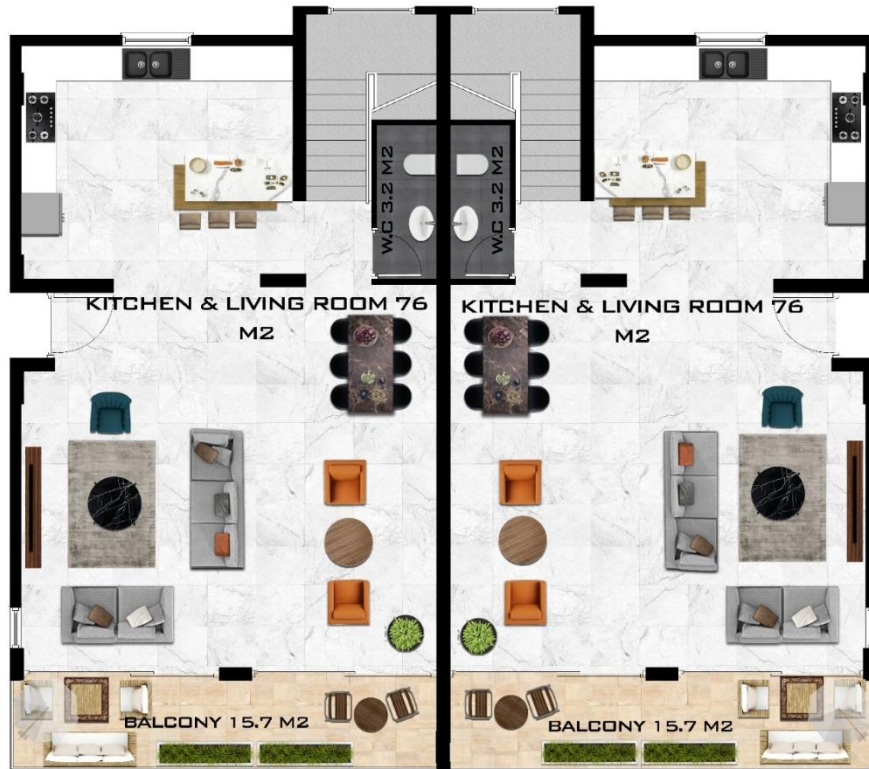 W.C 3.2 M2
W.C 3.2 M2
KITCHEN & LIVING ROOM 76
M2
KITCHEN & LIVING ROOM 76
M2
BALCONY 15.7 M2
BALCONY 15.7 M2